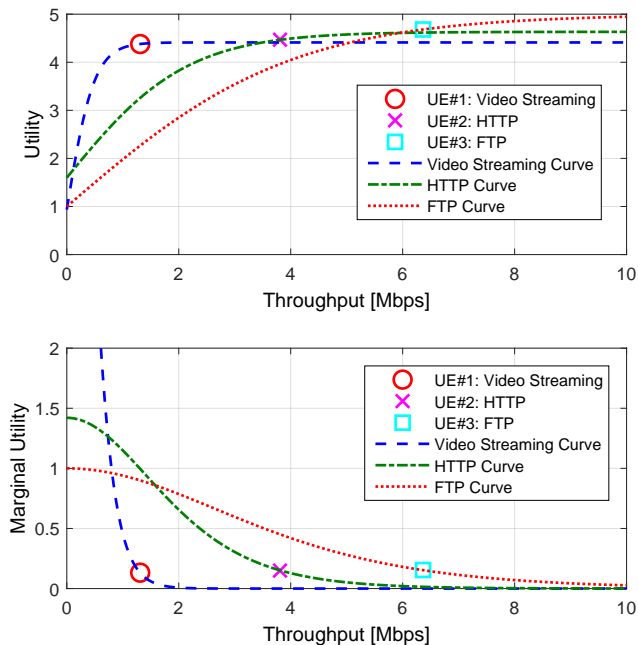 5
4
3
2
1
0
Utility
UE#1: Video Streaming
UE#2: HTTP
UE#3: FTP
Video Streaming Curve
HTTP Curve
FTP Curve
0 2 4 6 8 10
Throughput [Mbps]
2
1.5
1
0.5
0
Marginal Utility
UE#1: Video Streaming
UE#2: HTTP
UE#3: FTP
Video Streaming Curve
HTTP Curve
FTP Curve
0 2 4 6 8 10
Throughput [Mbps]